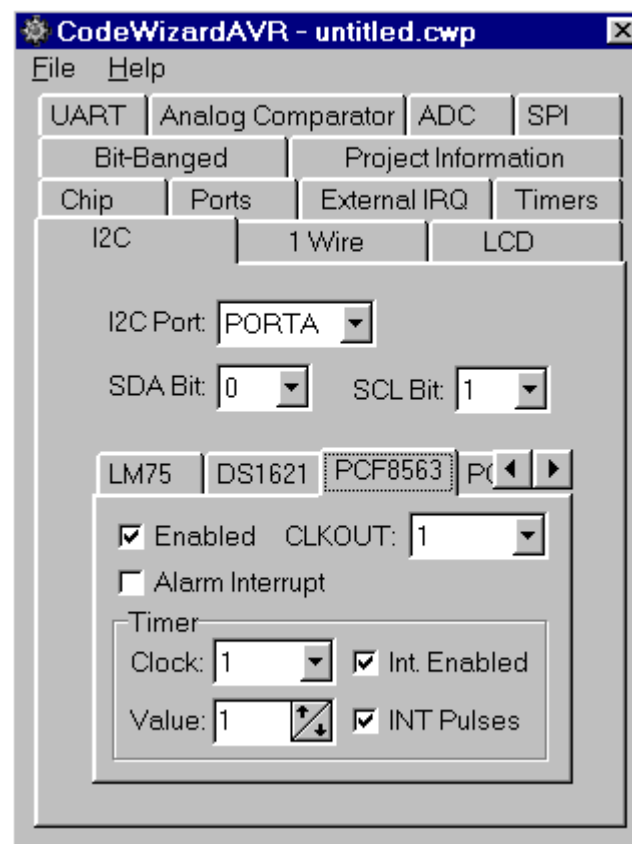 CodeWizardAVR - untitled.cwp
File Help
UART Analog Comparator ADC SPI
Bit-Banged Project Information
Chip Ports External IRQ Timers
I2C 1 Wire LCD
I2C Port: PORTA
SDA Bit: 0 SCL Bit: 1
LM75 DS1621 PCF8563
Enabled CLKOUT: 1
Alarm Interrupt
Timer
Clock: 1 Int. Enabled
Value: 1 INT Pulses